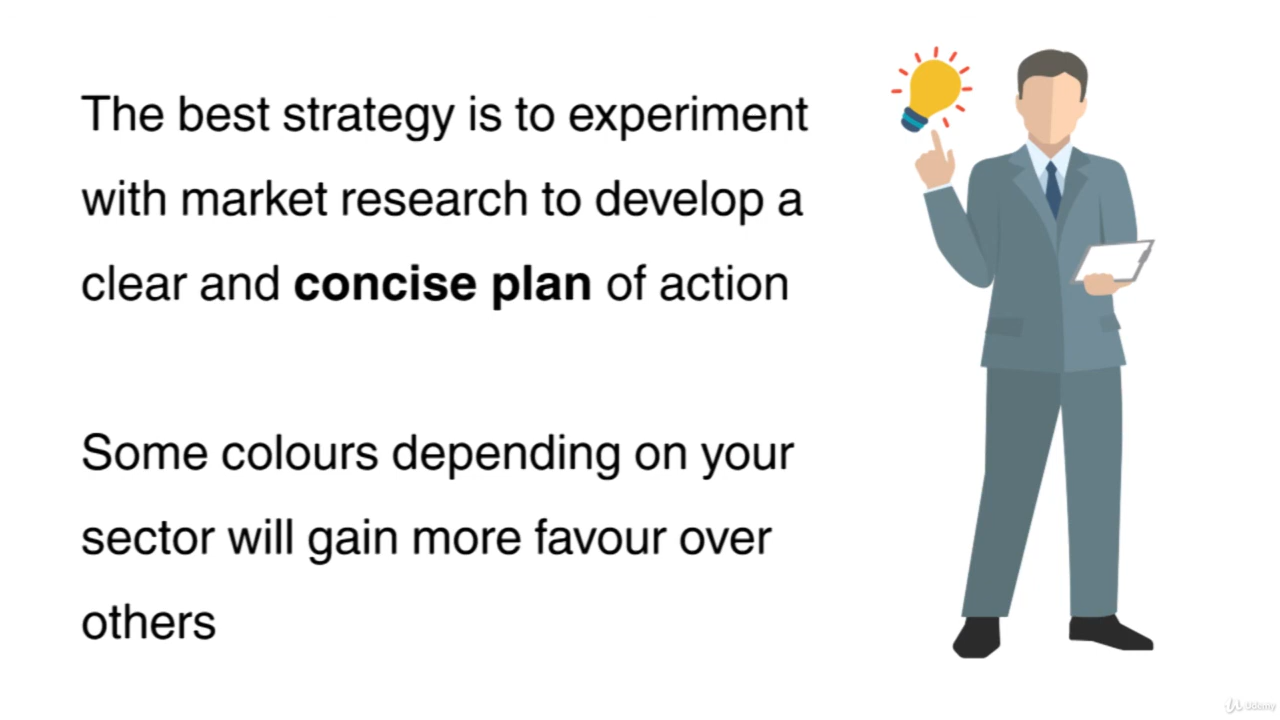 The best strategy is to experiment
with market research to develop a
clear and concise plan of action
Some colours depending on your
sector will gain more favour over
others
Udemy